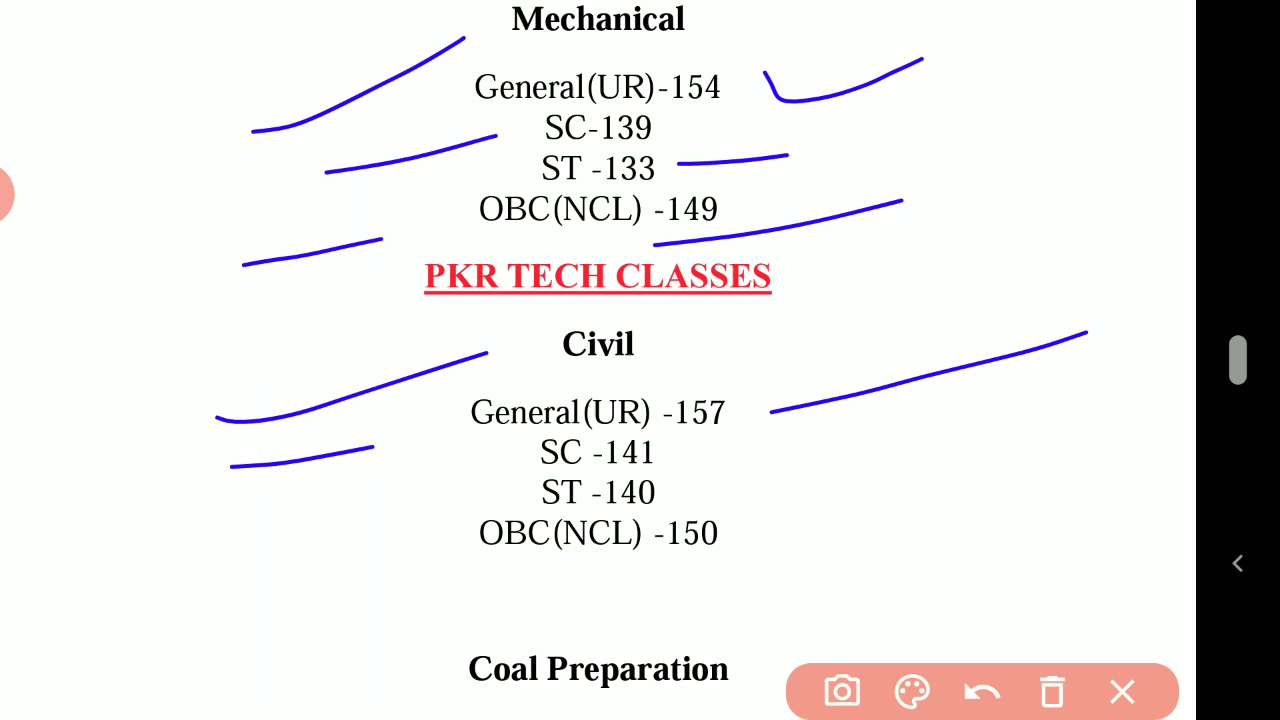 Mechanical
General(UR)-154
SC-139
ST -133
OBC(NCL) -149
PKR TECH CLASSES
Civil
General(UR) -157
SC -141
ST -140
OBC(NCL) -150
Coal Preparation